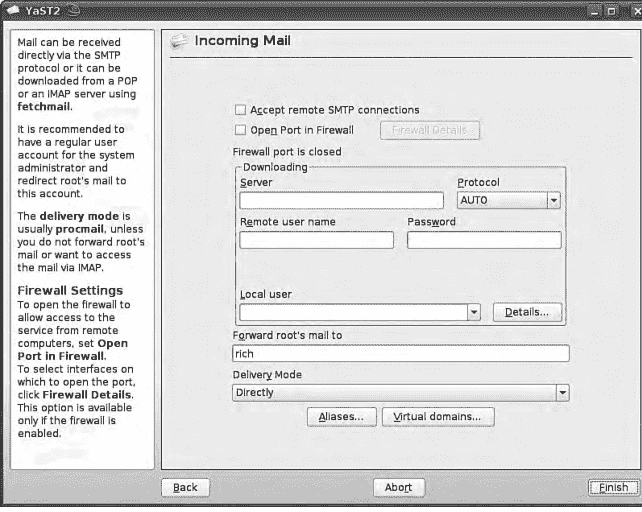 YaST2
Mail can be received
directly via the SMTP
protocol or it can be
downloaded from a POP
or an IMAP server using
fetchmail.
It is recommended to
have a regular user
account for the system
administrator and
redirect root's mail to
this account.
The delivery mode is
usually procmail, unless
you do not forward root's
mail or want to access
the mail via IMAP.
Firewall Settings
To open the firewall to
allow access to the
service from remote
computers, set Open
Port in Firewall.
To select interfaces on
which to open the port,
click Firewall Details.
This option is available
only if the firewall is
enabled.
Incoming Mail
Accept remote SMTP connections
Open Port in Firewall
Firewall Details
Firewall port is closed
Downloading
Server
Protocol
AUTO
Remote user name
Password
Local user
Details...
Forward root's mail to
rich
Delivery Mode
Directly
Aliases...
Virtual domains...
Back
Abort
Finish